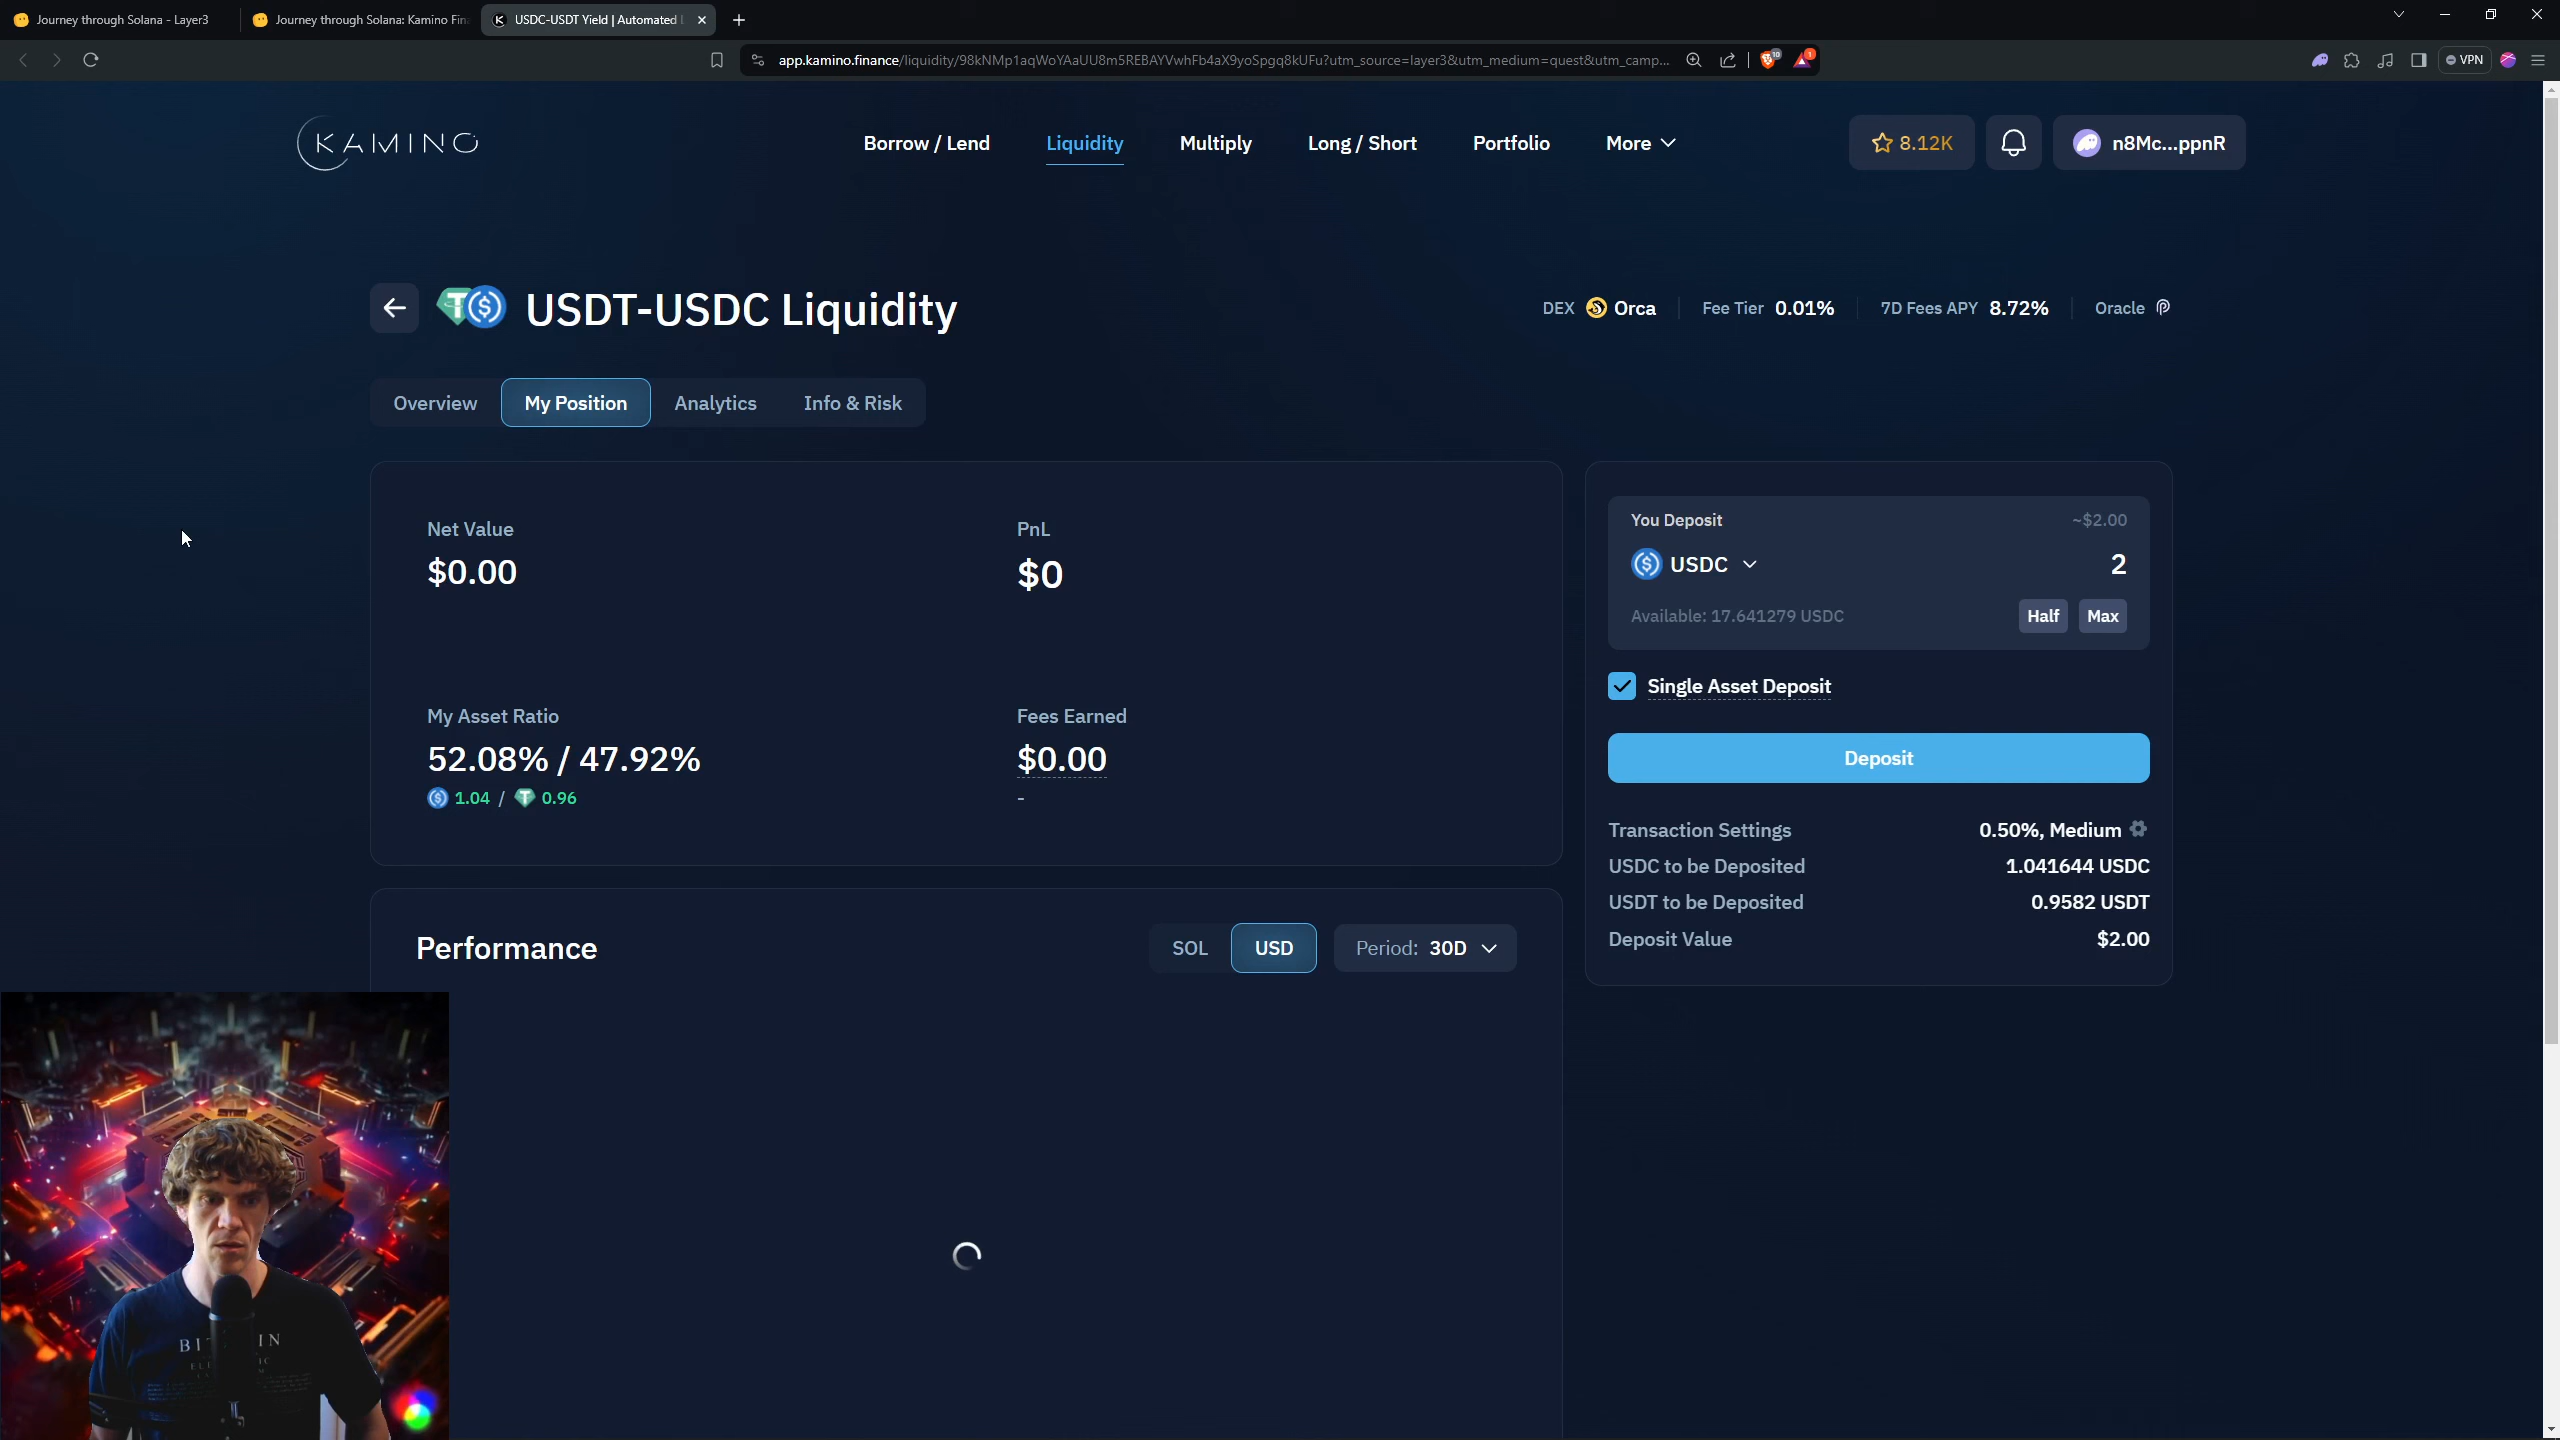 Journey through Solana - Layer3
Journey through Solana: Kamino Fin
USDC-USDT Yield | Automated
app.kamino.finance/liquidity/98kNMp1aqWoYAaUU8m5REBAYVwhFb4aX9yoSpgq8kUFu?utm_source=layer3&utm_medium=quest&utm_camp...
10
1
VPN
KAMINO
Borrow / Lend
Liquidity
Multiply
Long / Short
Portfolio
More
8.12K
n8Mc...ppnR
USDT-USDC Liquidity
DEX Orca
Fee Tier 0.01%
7D Fees APY 8.72%
Oracle
Overview
My Position
Analytics
Info & Risk
Net Value
$0.00
PnL
$0
My Asset Ratio
52.08% / 47.92%
1.04 / 0.96
Fees Earned
$0.00
-
You Deposit
~$2.00
USDC
2
Available: 17.641279 USDC
Half
Max
Single Asset Deposit
Deposit
Transaction Settings 0.50%, Medium
USDC to be Deposited 1.041644 USDC
USDT to be Deposited 0.9582 USDT
Deposit Value $2.00
Performance
SOL
USD
Period: 30D